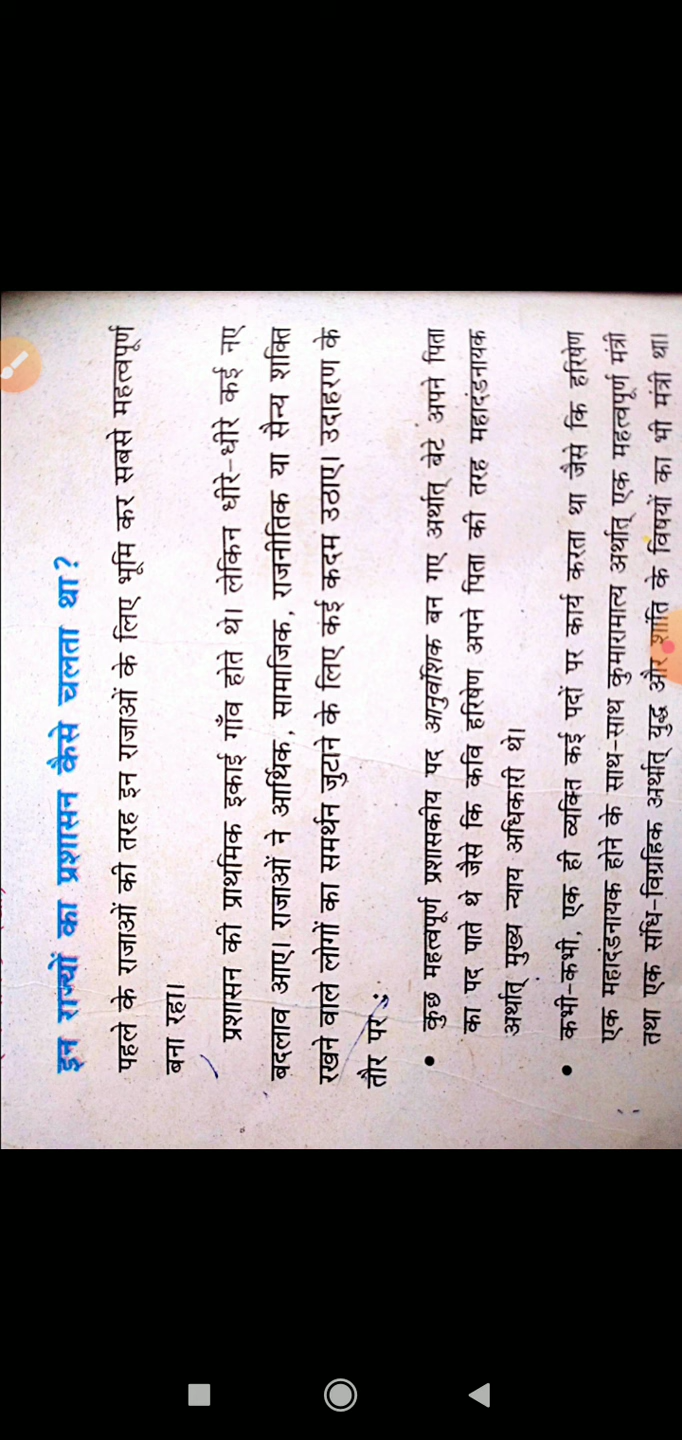 इन राज्यों का प्रशासन कैसे चलता था?
पहले के राजाओं की तरह इन राजाओं के लिए भूमि कर सबसे महत्वपूर्ण
बना रहा।
प्रशासन की प्राथमिक इकाई गाँव होते थे। लेकिन धीरे-धीरे कई नए
बदलाव आए। राजाओं ने आर्थिक, सामाजिक, राजनीतिक या सैन्य शक्ति
रखने वाले लोगों का समर्थन जुटाने के लिए कई कदम उठाए। उदाहरण के
तौर पर :
• कुछ महत्वपूर्ण प्रशासकीय पद आनुवंशिक बन गए अर्थात् बेटे अपने पिता
का पद पाते थे जैसे कि कवि हरिषेण अपने पिता की तरह महादंडनायक
अर्थात् मुख्य न्याय अधिकारी थे।
• कभी-कभी, एक ही व्यक्ति कई पदों पर कार्य करता था जैसे कि हरिषेण
एक महादंडनायक होने के साथ-साथ कुमारामात्य अर्थात् एक महत्वपूर्ण मंत्री
तथा एक संधि-विग्रहिक अर्थात् युद्ध और शांति के विषयों का भी मंत्री था।